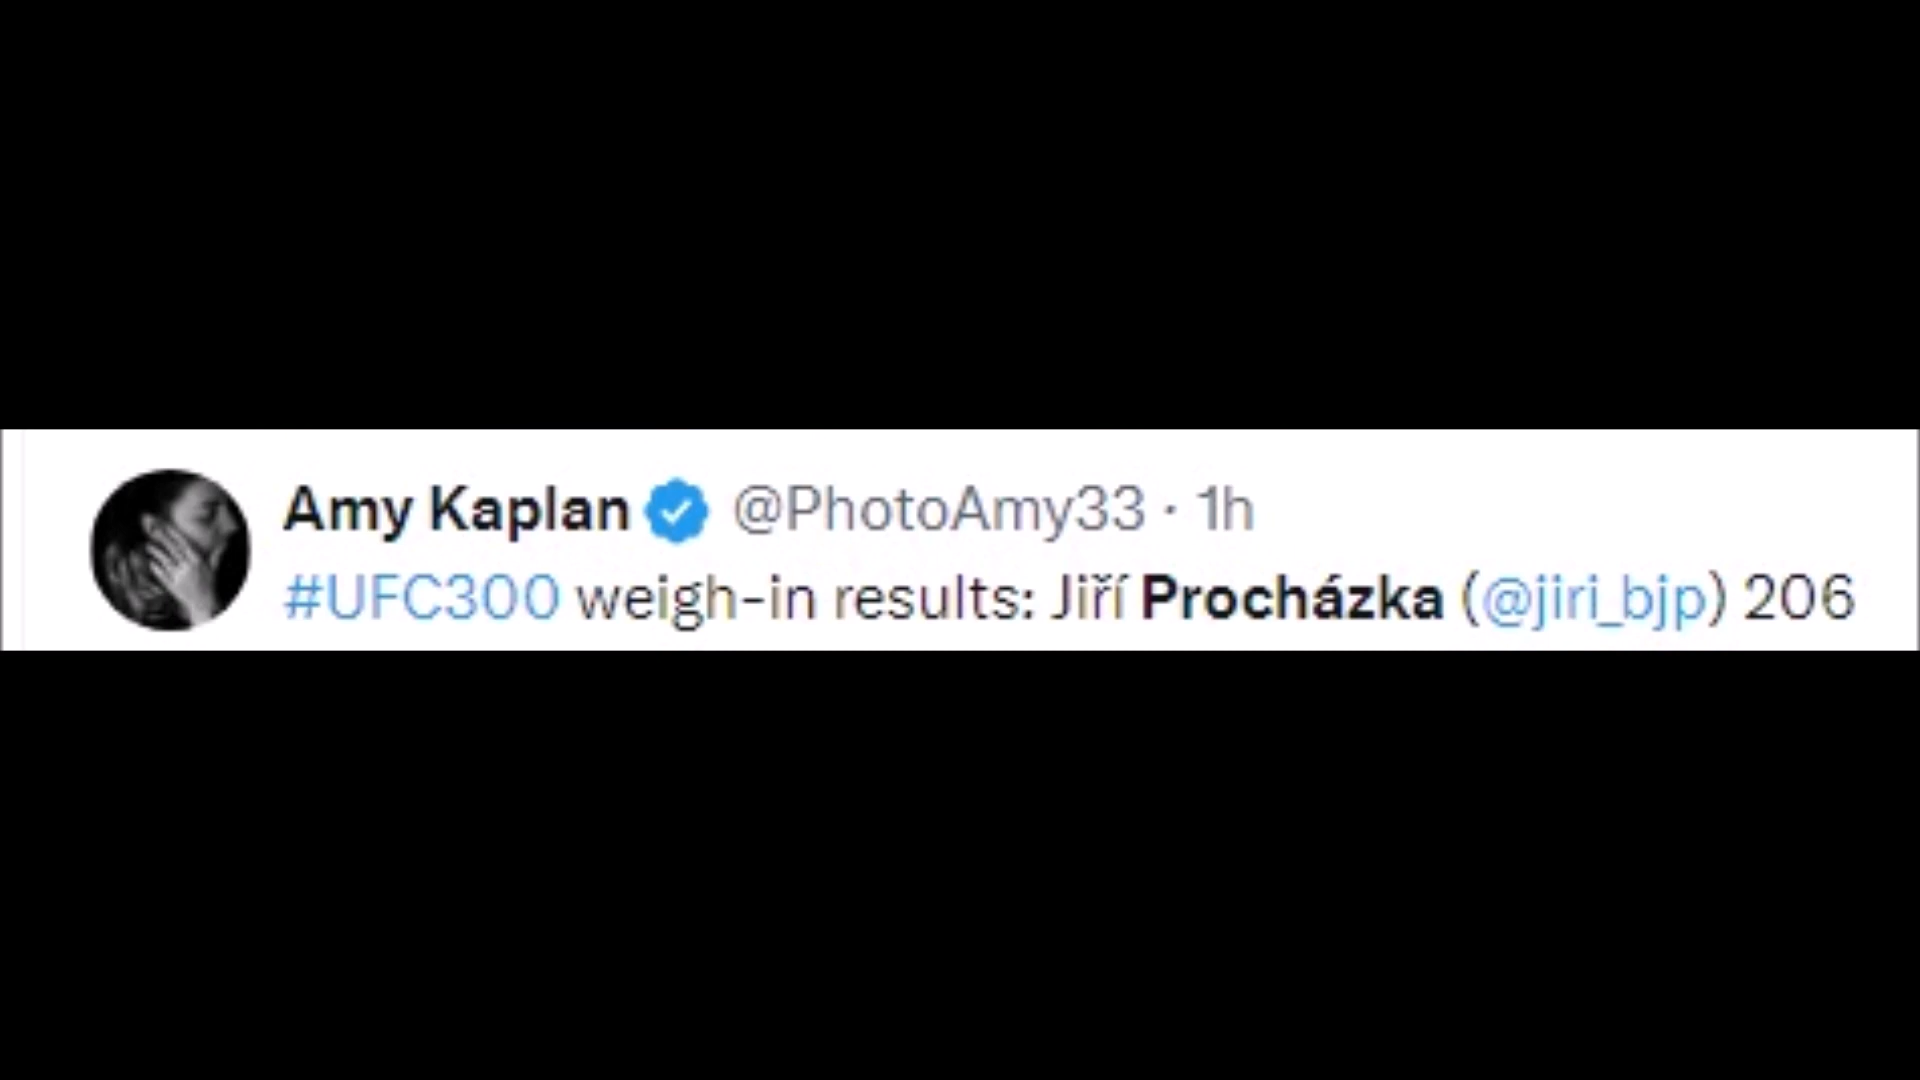 Amy Kaplan @PhotoAmy33 · 1h
#UFC300 weigh-in results: Jiří Procházka (@jiri_bjp) 206